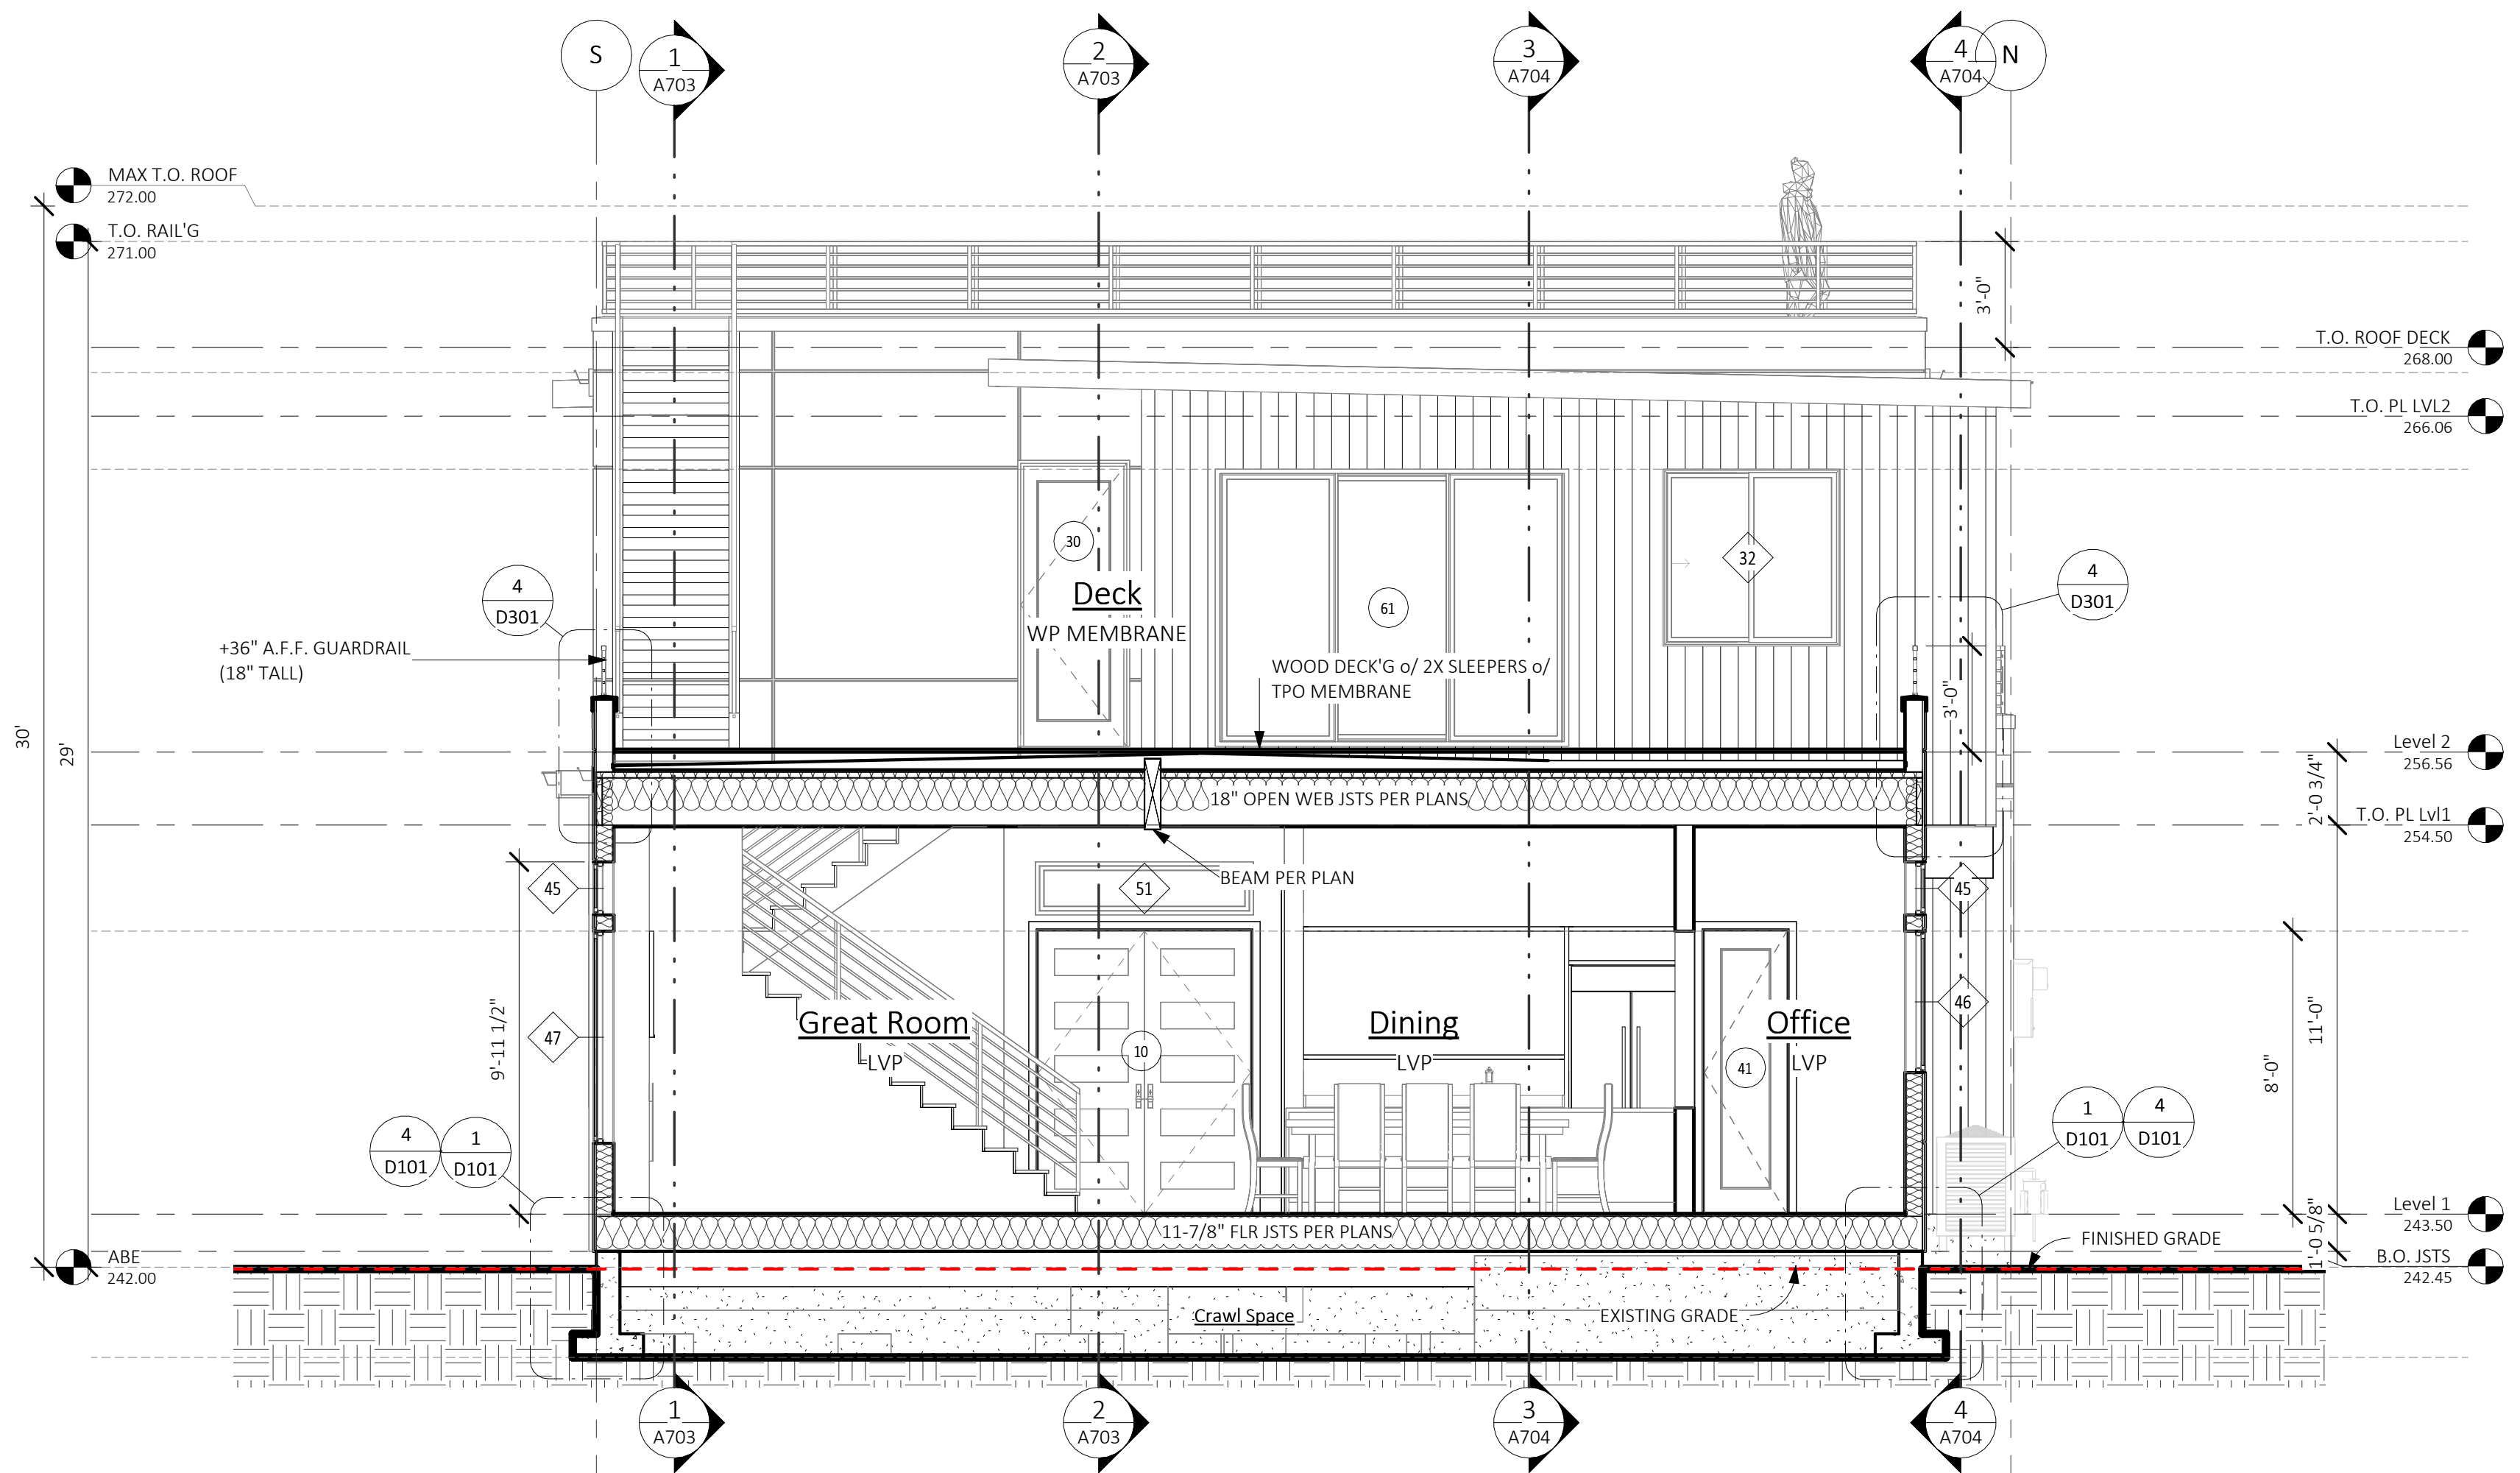 S
1
A703
2
A703
3
A704
4
A704
N
MAX T.O. ROOF
272.00
T.O. RAIL'G
271.00
3'-0"
T.O. ROOF DECK
268.00
T.O. PL LVL2
266.06
30
32
61
Deck
WP MEMBRANE
4
D301
4
D301
+36" A.F.F. GUARDRAIL
(18" TALL)
WOOD DECK'G o/ 2X SLEEPERS o/
TPO MEMBRANE
3'-0"
30'
29'
Level 2
256.56
2'-0 3/4"
18" OPEN WEB JSTS PER PLANS
T.O. PL Lvl1
254.50
BEAM PER PLAN
45
51
45
47
46
9'-11 1/2"
Great Room
LVP
10
Dining
LVP
41
Office
LVP
8'-0"
11'-0"
4
D101
1
D101
1
D101
4
D101
Level 1
243.50
11-7/8" FLR JSTS PER PLANS
1'-0 5/8"
FINISHED GRADE
ABE
242.00
B.O. JSTS
242.45
Crawl Space
EXISTING GRADE
1
A703
2
A703
3
A704
4
A704